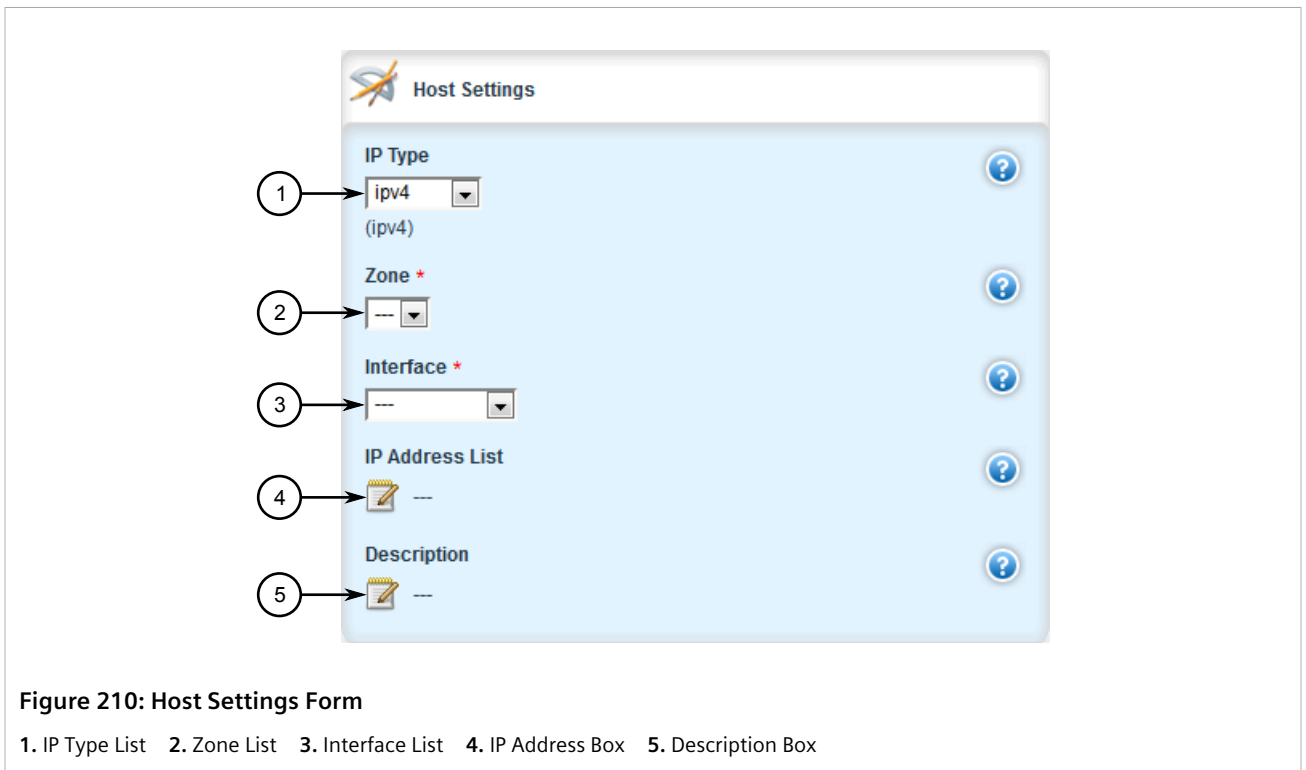 Host Settings
IP Type
?
1
ipv4
(ipv4)
Zone *
?
2
---
Interface *
?
3
---
IP Address List
?
4
---
Description
?
5
---
Figure 210: Host Settings Form
1. IP Type List 2. Zone List 3. Interface List 4. IP Address Box 5. Description Box